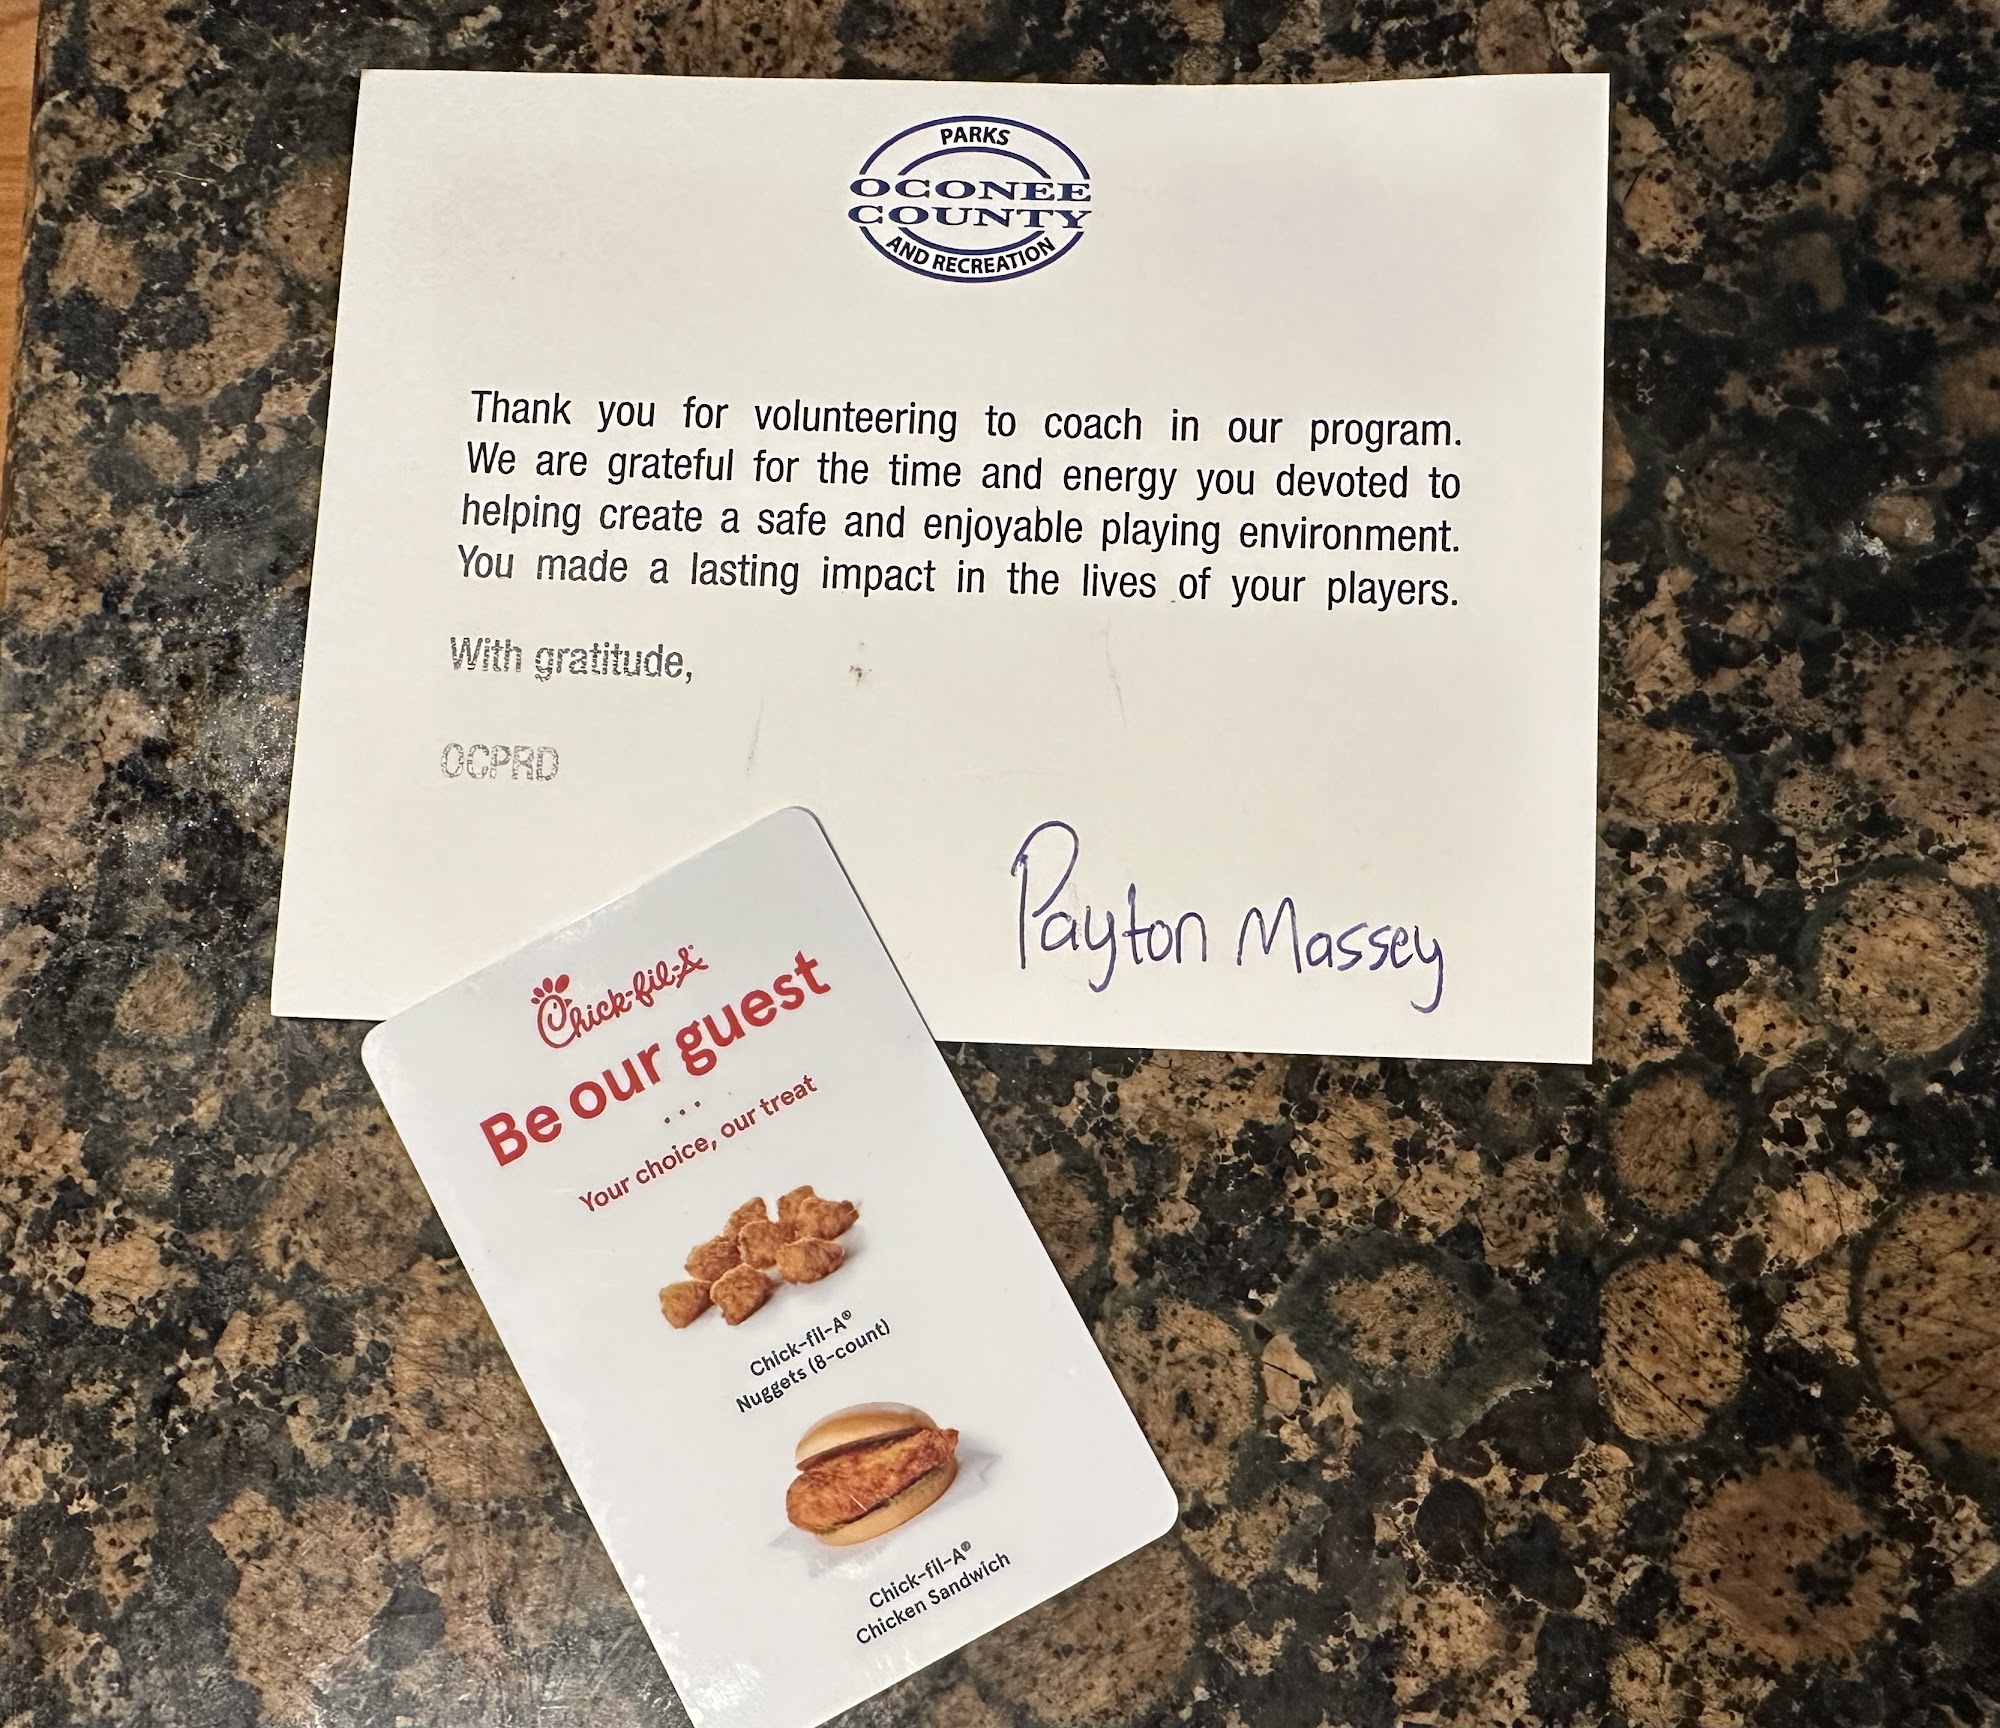 PARKS
OCONEE
COUNTY
AND RECREATION
Thank you for volunteering to coach in our program.
We are grateful for the time and energy you devoted to
helping create a safe and enjoyable playing environment.
You made a lasting impact in the lives of your players.
With gratitude,
OCPRD
Payton Massey
Chick-fil-A
Be our guest
...
Your choice, our treat
Chick-fil-A®
Nuggets (8-count)
Chick-fil-A®
Chicken Sandwich